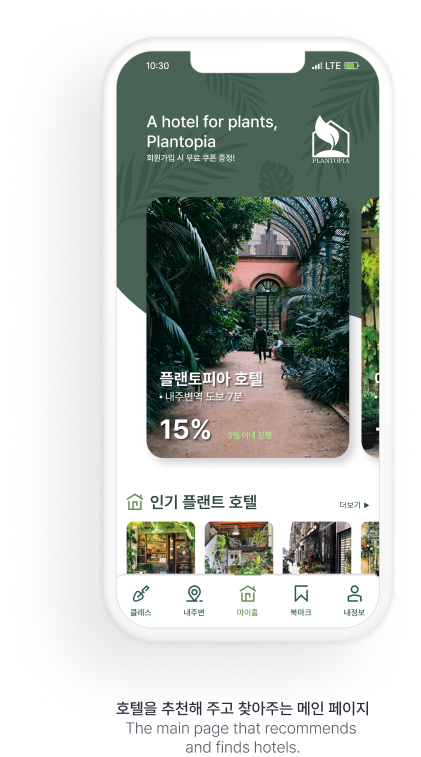 10:30
LTE
A hotel for plants,
Plantopia
회원가입 시 무료 쿠폰 증정!
PLANTOPIA
플랜토피아 호텔
• 내주변역 도보 7분
15%
3월 이내 진행
인기 플랜트 호텔
더보기 ▶
클래스
내주변
마이홈
북마크
내정보
호텔을 추천해 주고 찾아주는 메인 페이지
The main page that recommends
and finds hotels.